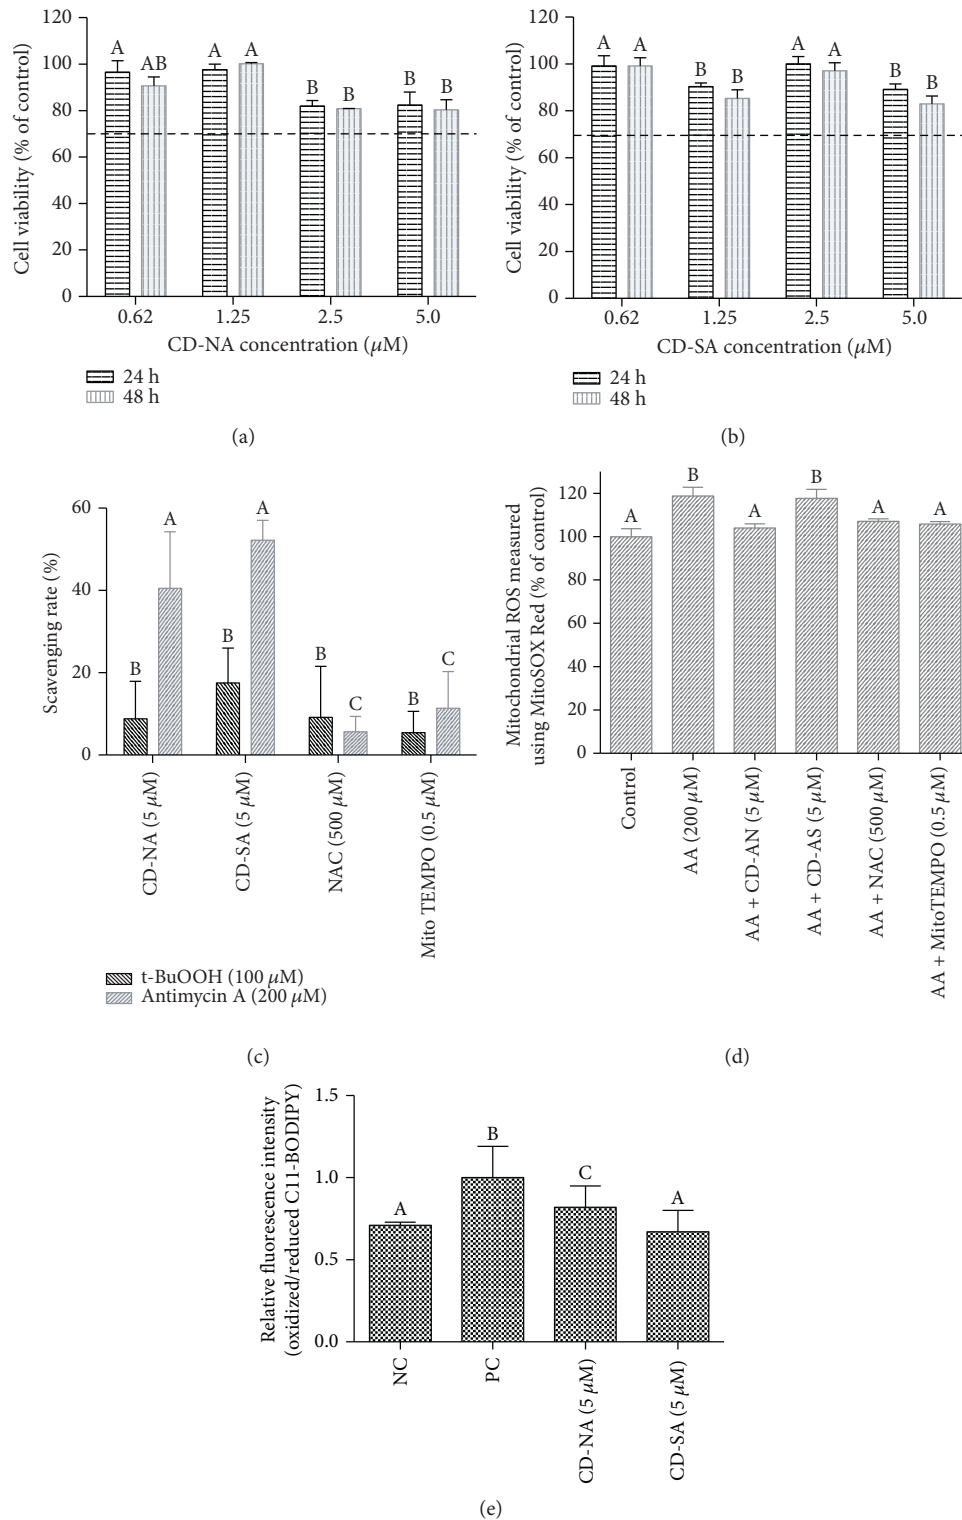 120
100
80
60
40
20
0
Cell viability (% of control)
A
AB
A
A
B
B
B
B
0.62
1.25
2.5
5.0
CD-NA concentration (μM)
24 h
48 h
(a)
120
100
80
60
40
20
0
Cell viability (% of control)
A
A
B
B
A
A
B
B
0.62
1.25
2.5
5.0
CD-SA concentration (μM)
24 h
48 h
(b)
60
40
20
0
Scavenging rate (%)
B
A
B
A
B
C
B
C
CD-NA (5 μM)
CD-SA (5 μM)
NAC (500 μM)
Mito TEMPO (0.5 μM)
t-BuOOH (100 μM)
Antimycin A (200 μM)
(c)
120
100
80
60
40
20
0
Mitochondrial ROS measured
using MitoSOX Red (% of control)
A
B
A
B
A
A
Control
AA (200 μM)
AA + CD-AN (5 μM)
AA + CD-AS (5 μM)
AA + NAC (500 μM)
AA + MitoTEMPO (0.5 μM)
(d)
1.5
1.0
0.5
0.0
Relative fluorescence intensity
(oxidized/reduced C11-BODIPY)
A
B
C
A
NC
PC
CD-NA (5 μM)
CD-SA (5 μM)
(e)